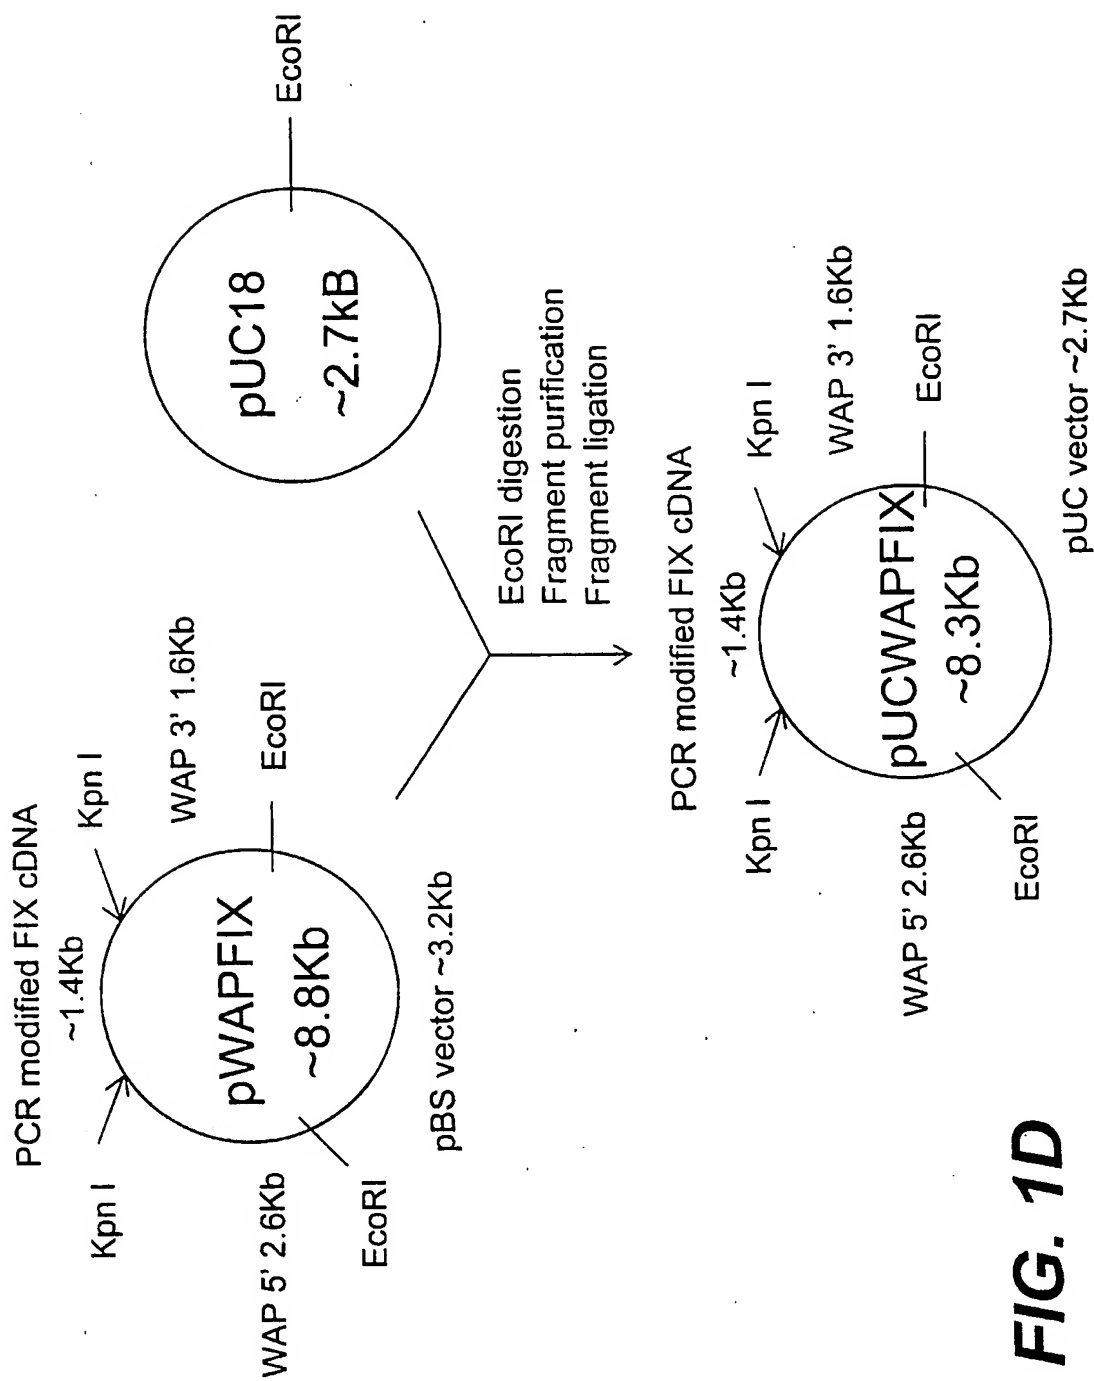 PCR modified FIX cDNA
~1.4Kb
Kpn I
Kpn I
WAP 5' 2.6Kb
WAP 3' 1.6Kb
pWAPFIX
~8.8Kb
EcoRI
EcoRI
pBS vector ~3.2Kb
pUC18
~2.7kB
EcoRI
EcoRI digestion
Fragment purification
Fragment ligation
PCR modified FIX cDNA
~1.4Kb
Kpn I
Kpn I
WAP 5' 2.6Kb
WAP 3' 1.6Kb
pUCWAPFIX
~8.3Kb
EcoRI
EcoRI
pUC vector ~2.7Kb
FIG. 1D